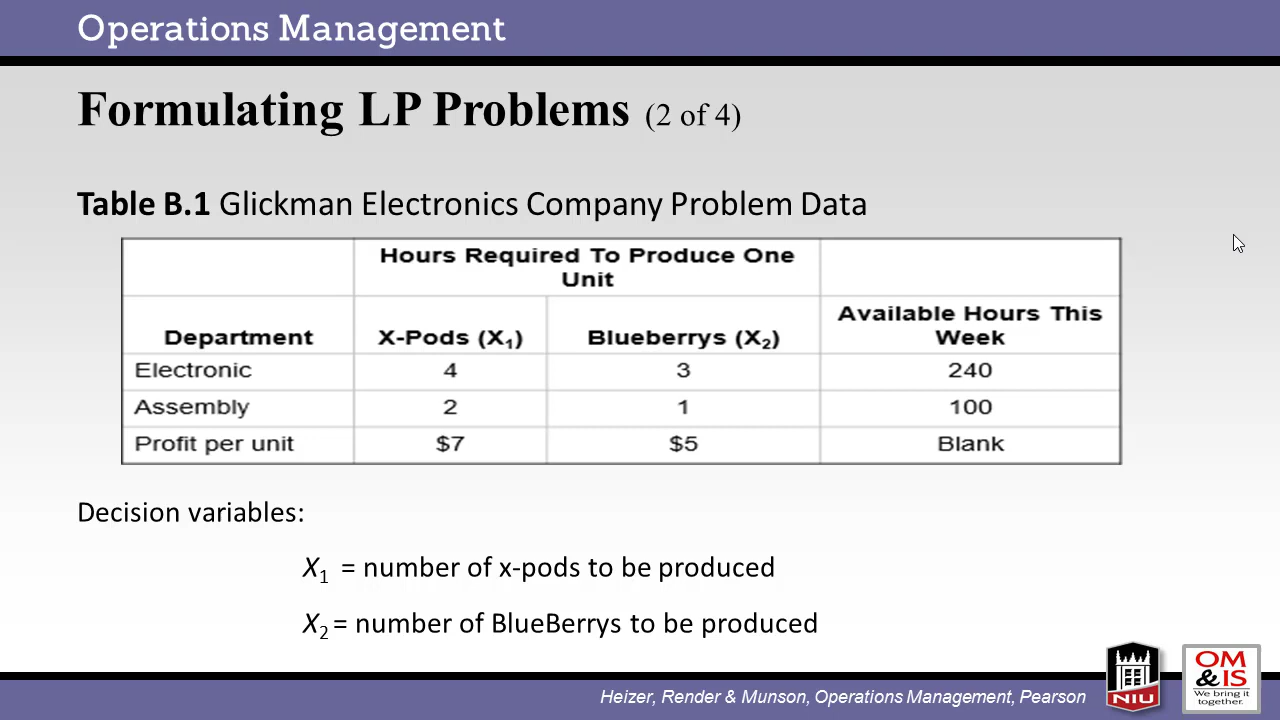 Operations Management
Formulating LP Problems (2 of 4)
Table B.1 Glickman Electronics Company Problem Data
Hours Required To Produce One
Unit
Department X-Pods (X₁) Blueberrys (X₂) Available Hours This
Week
Electronic 4 3 240
Assembly 2 1 100
Profit per unit $7 $5 Blank
Decision variables:
X₁ = number of x-pods to be produced
X₂ = number of BlueBerrys to be produced
Heizer, Render & Munson, Operations Management, Pearson
NIU
OM
& IS
We bring it
together.